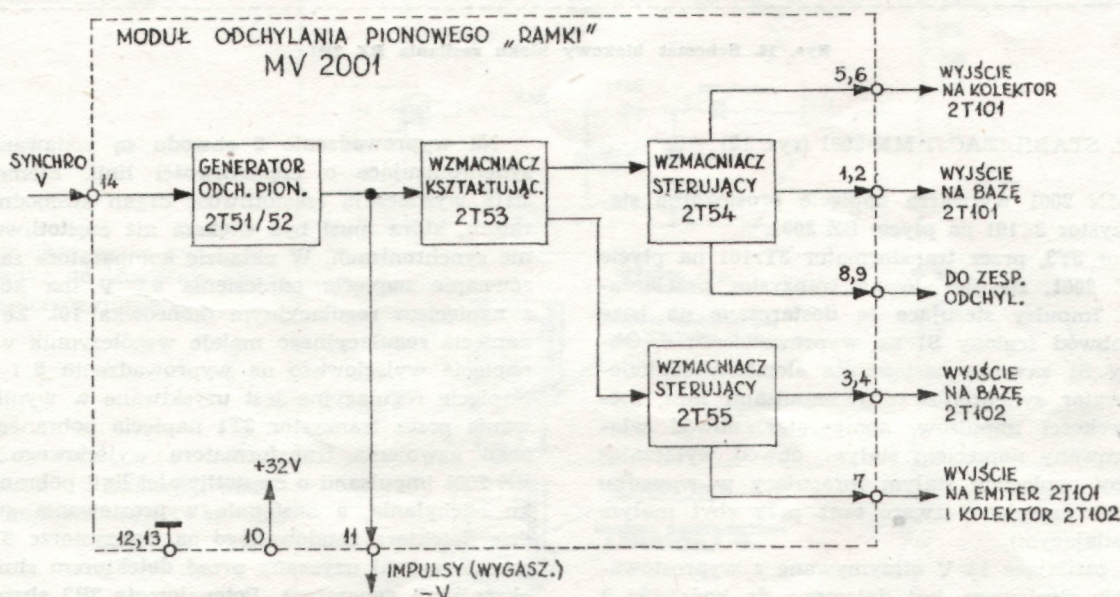 MODUŁ ODCHYLANIA PIONOWEGO „RAMKI"
MV 2001
SYNCHRO
V
14
GENERATOR
ODCH. PION.
2T51/52
WZMACNIACZ
KSZTAŁTUJĄC.
2T53
WZMACNIACZ
STERUJĄCY
2T54
WZMACNIACZ
STERUJĄCY
2T55
5,6
WYJŚCIE
NA KOLEKTOR
2T101
1,2
WYJŚCIE
NA BAZĘ
2T101
8,9
DO ZESP.
ODCHYL.
3,4
WYJŚCIE
NA BAZĘ
2T102
7
WYJŚCIE
NA EMITER 2T101
I KOLEKTOR 2T102
12,13
+32V
10
11
IMPULSY (WYGASZ.)
-V